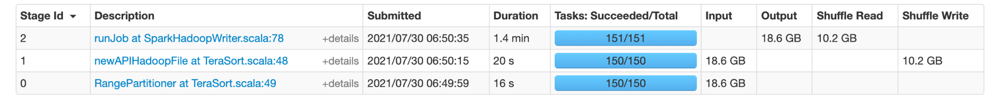 Stage Id ▾ Description Submitted Duration Tasks: Succeeded/Total Input Output Shuffle Read Shuffle Write
2 runJob at SparkHadoopWriter.scala:78 +details 2021/07/30 06:50:35 1.4 min 151/151 18.6 GB 10.2 GB
1 newAPIHadoopFile at TeraSort.scala:48 +details 2021/07/30 06:50:15 20 s 150/150 18.6 GB 10.2 GB
0 RangePartitioner at TeraSort.scala:49 +details 2021/07/30 06:49:59 16 s 150/150 18.6 GB